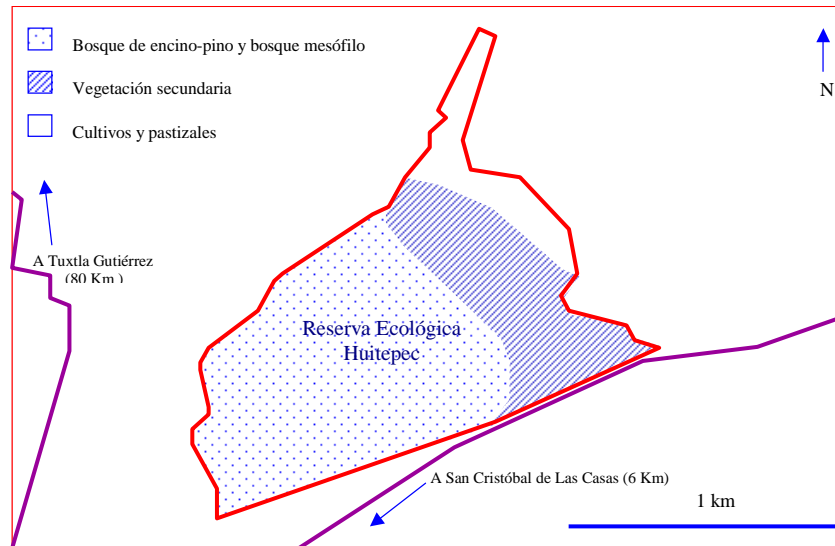 Bosque de encino-pino y bosque mesófilo
Vegetación secundaria
Cultivos y pastizales
N
A Tuxtla Gutiérrez
(80 Km )
Reserva Ecológica
Huitepec
A San Cristóbal de Las Casas (6 Km)
1 km